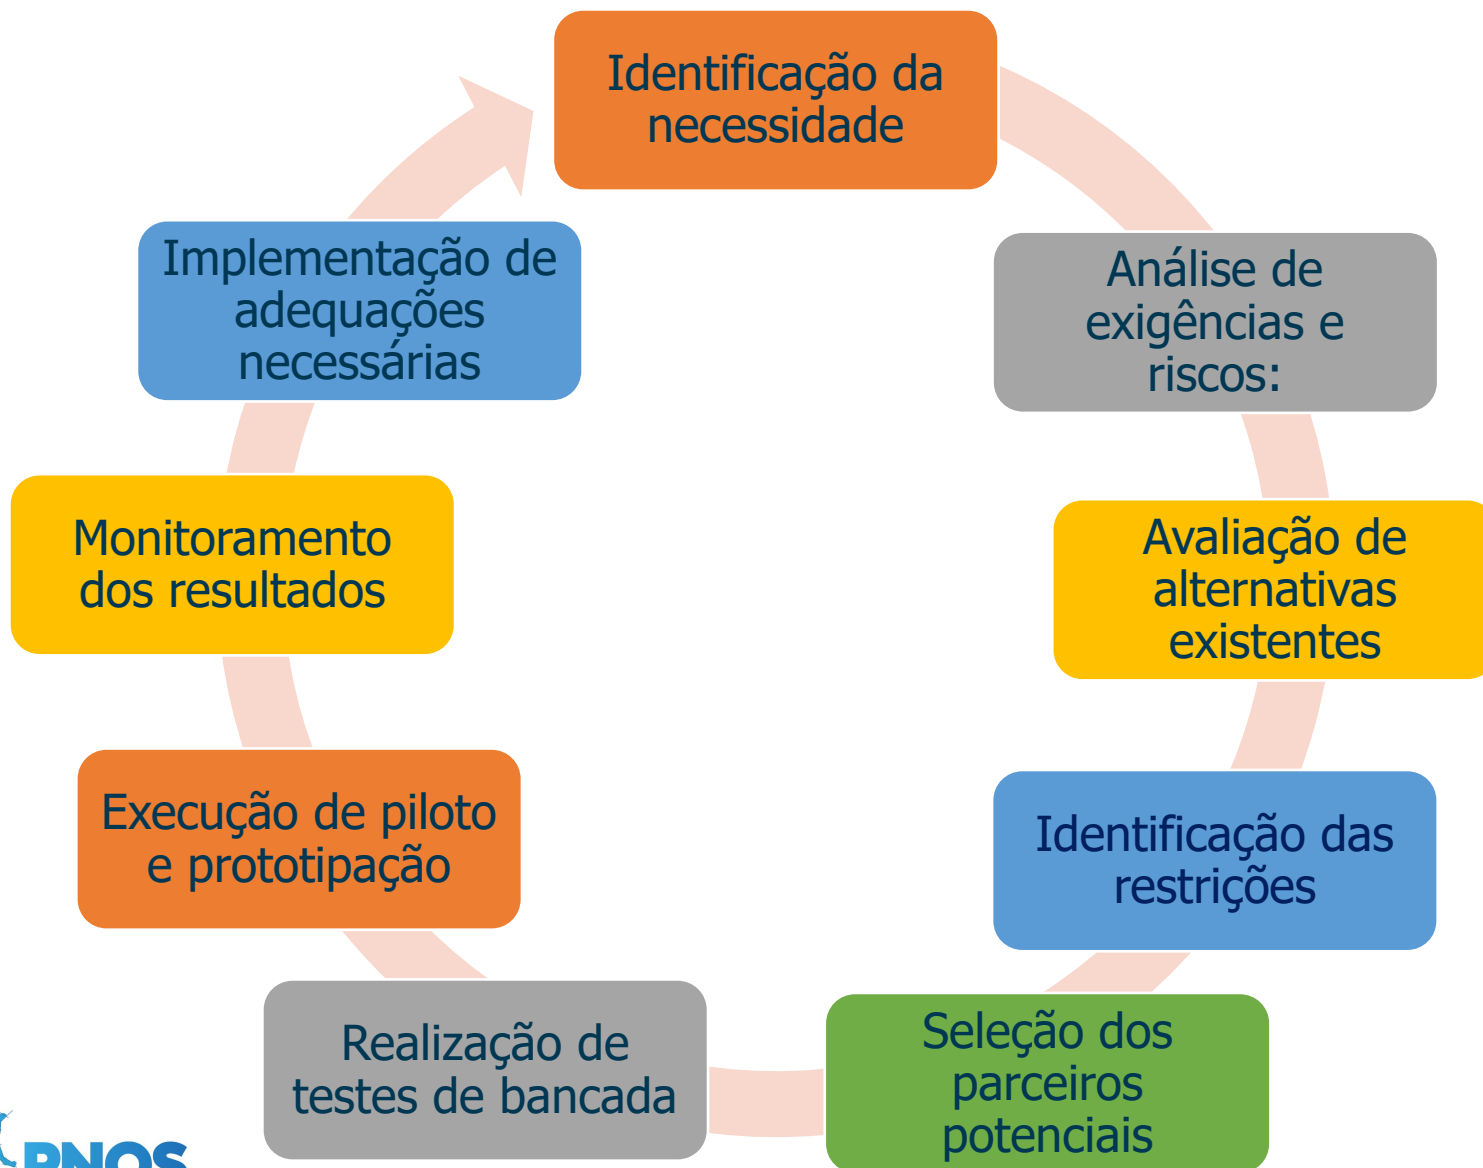 Identificação da
necessidade
Análise de
exigências e
riscos:
Avaliação de
alternativas
existentes
Identificação das
restrições
Seleção dos
parceiros
potenciais
Realização de
testes de bancada
Execução de piloto
e prototipação
Monitoramento
dos resultados
Implementação de
adequações
necessárias